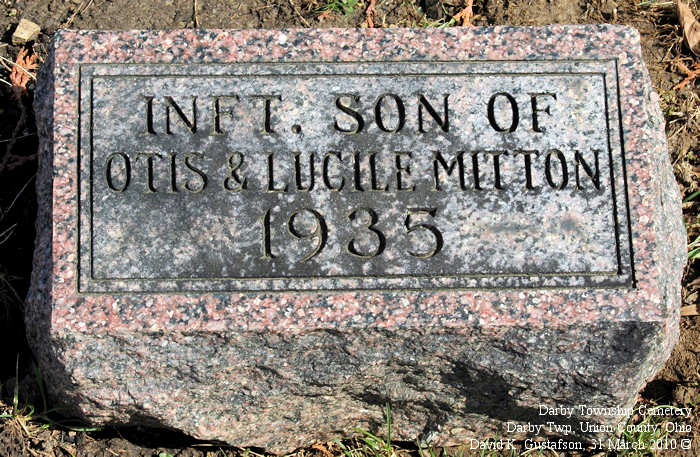 INFT. SON OF
OTIS & LUCILE MITTON
1935
Darby Township Cemetery
Darby Twp, Union County, Ohio
David K. Gustafson, 31 March 2010 ©